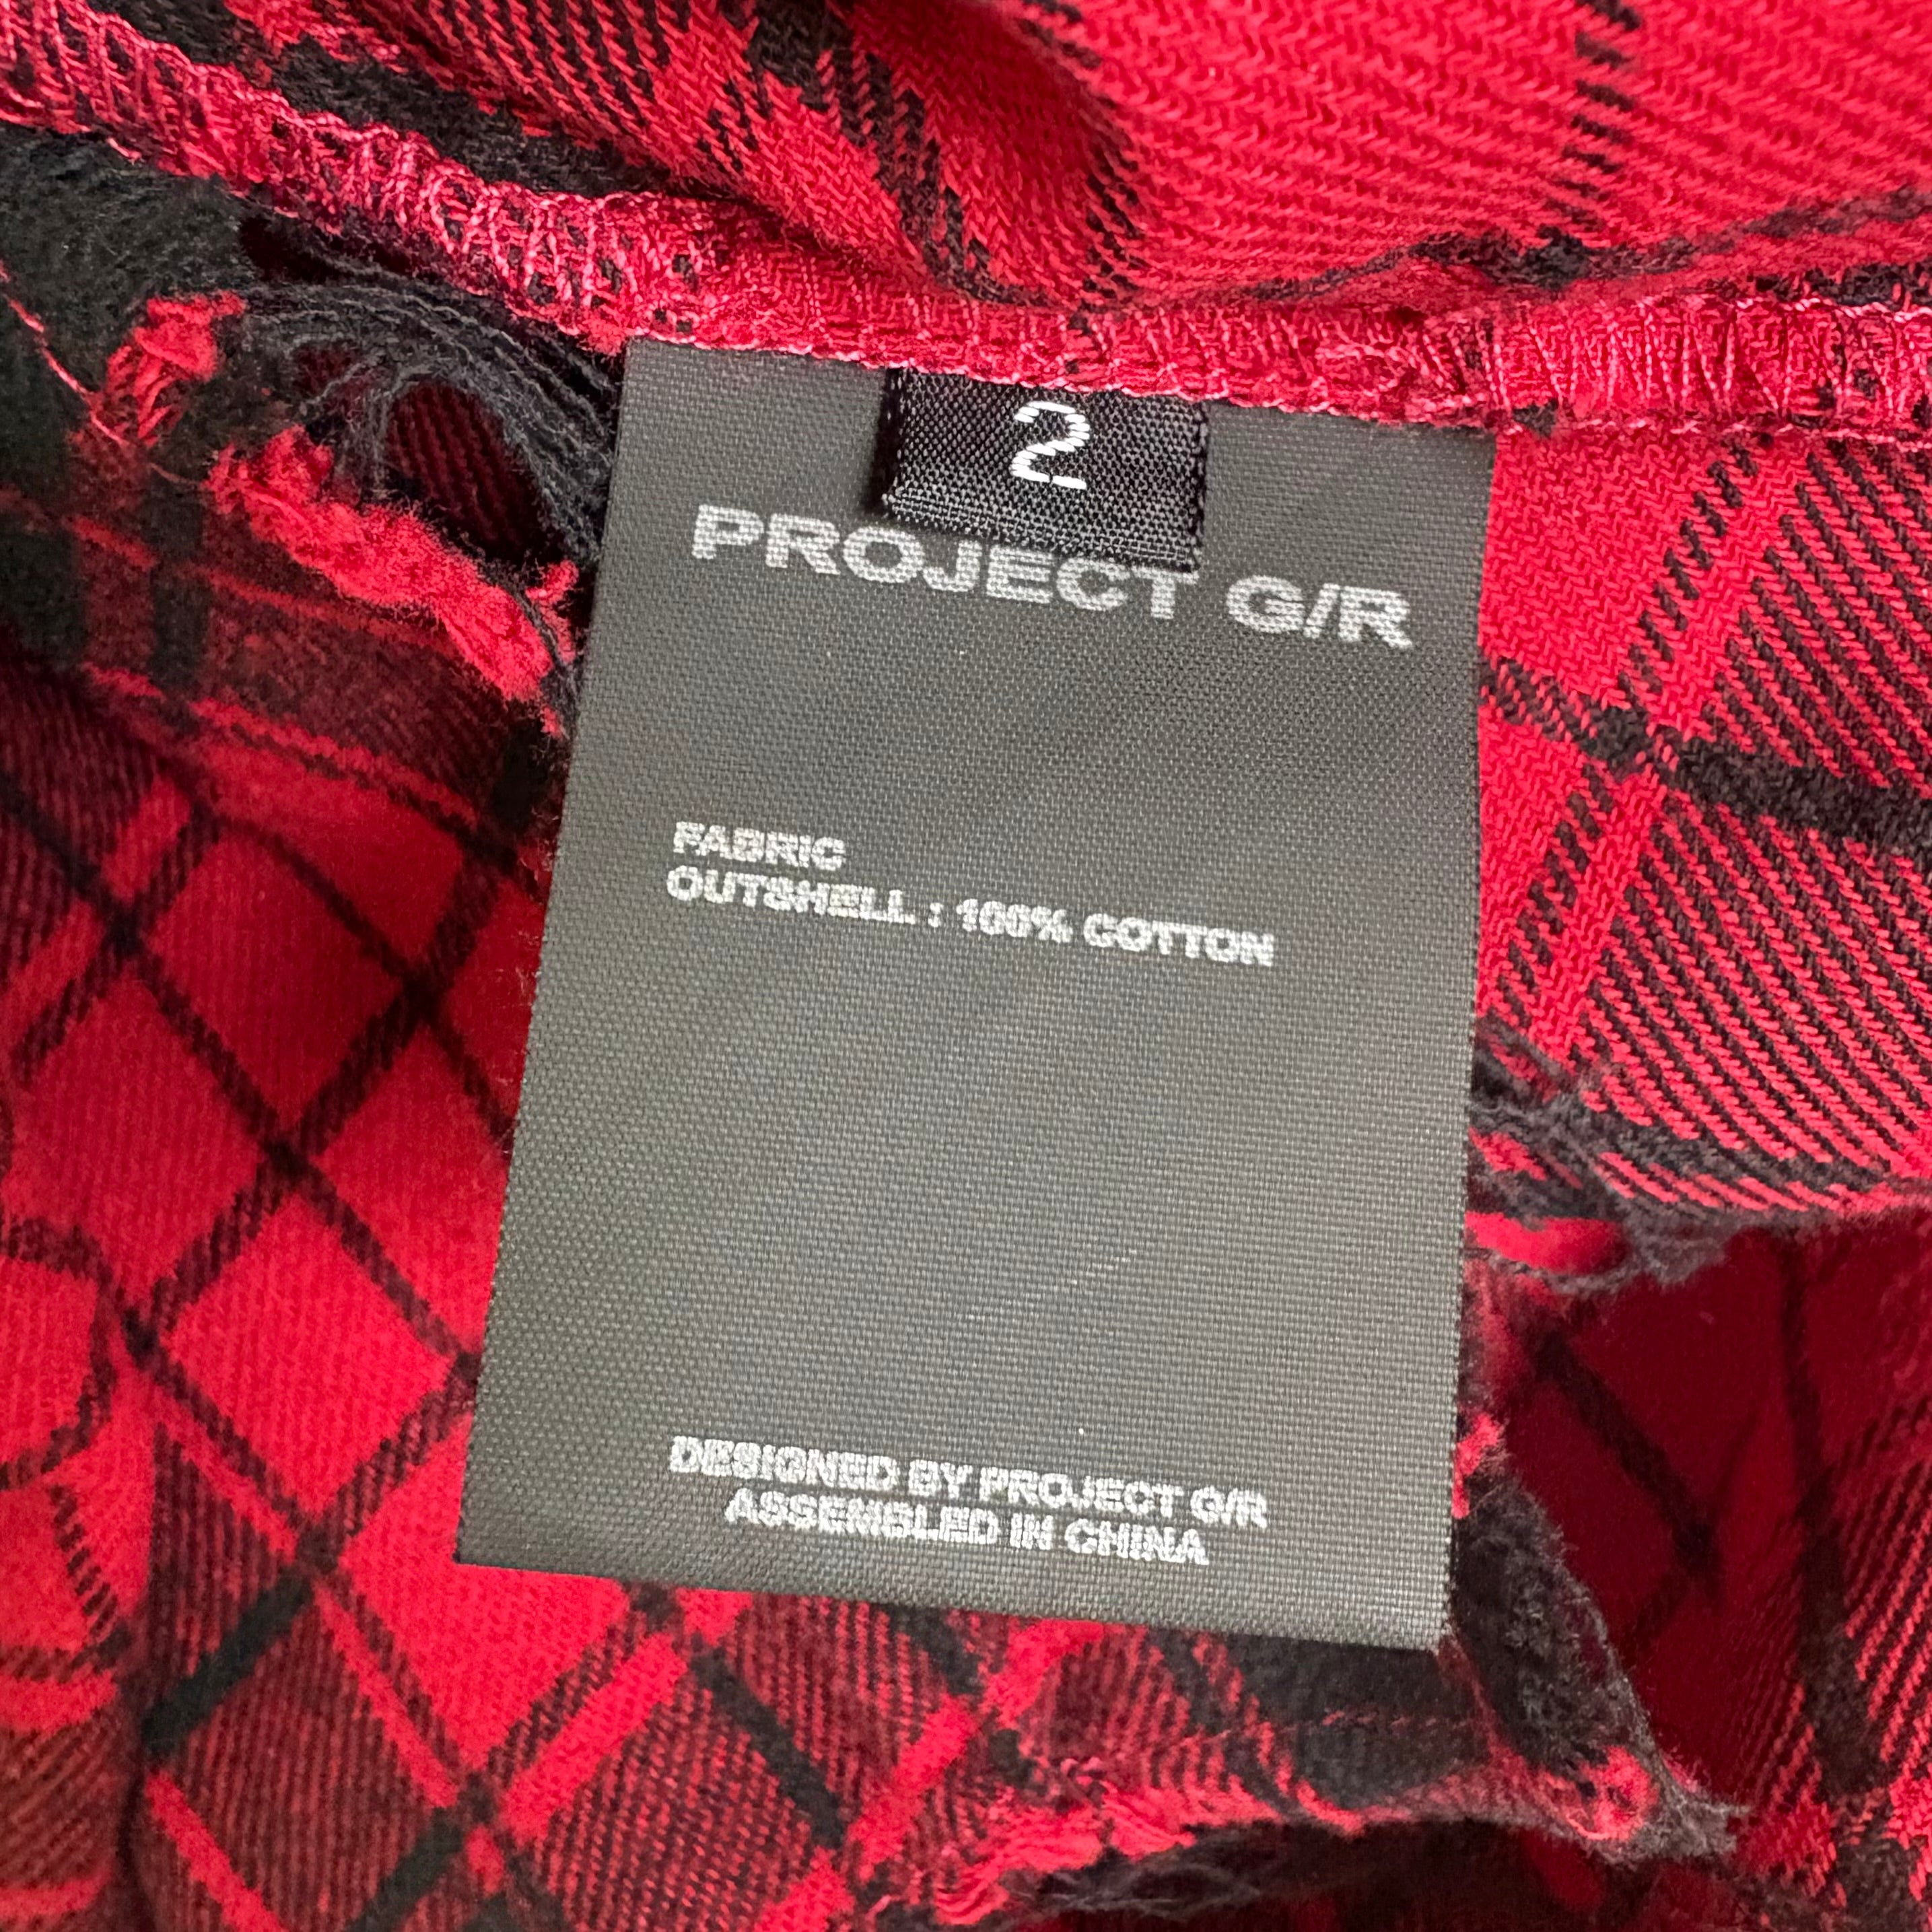 2
PROJECT G/R
FABRIC
OUTSHELL : 100% COTTON
DESIGNED BY PROJECT G/R
ASSEMBLED IN CHINA